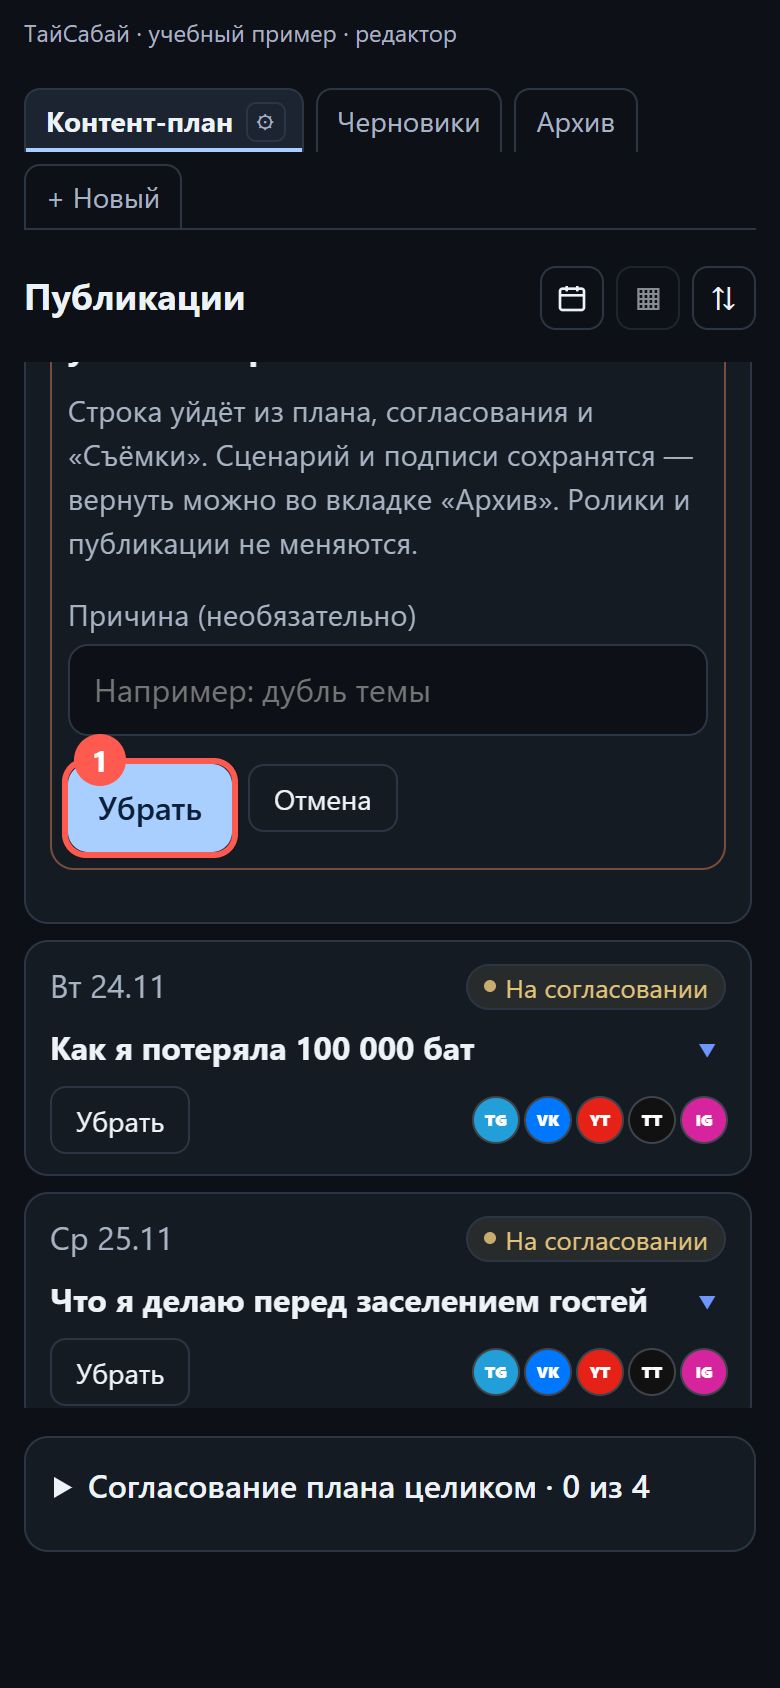 ТайСабай · учебный пример · редактор
Контент-план
Черновики
Архив
+ Новый
Публикации
Строка уйдёт из плана, согласования и
«Съёмки». Сценарий и подписи сохранятся —
вернуть можно во вкладке «Архив». Ролики и
публикации не меняются.
Причина (необязательно)
Например: дубль темы
1
Убрать
Отмена
Вт 24.11
На согласовании
Как я потеряла 100 000 бат
Убрать
TG VK YT TT IG
Ср 25.11
На согласовании
Что я делаю перед заселением гостей
Убрать
TG VK YT TT IG
Согласование плана целиком · 0 из 4